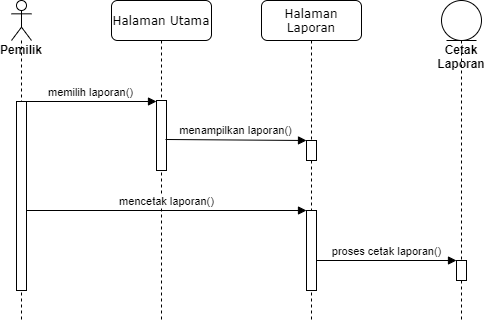 Pemilik
Halaman Utama
Halaman
Laporan
Cetak
Laporan
memilih laporan()
menampilkan laporan()
mencetak laporan()
proses cetak laporan()